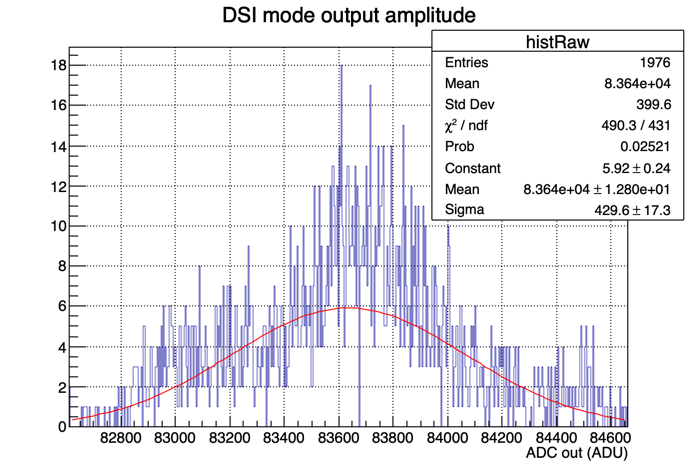 DSI mode output amplitude
histRaw
Entries 1976
Mean 8.364e+04
Std Dev 399.6
χ² / ndf 490.3 / 431
Prob 0.02521
Constant 5.92 ± 0.24
Mean 8.364e+04 ± 1.280e+01
Sigma 429.6 ± 17.3
18
16
14
12
10
8
6
4
2
0
82800 83000 83200 83400 83600 83800 84000 84200 84400 84600
ADC out (ADU)